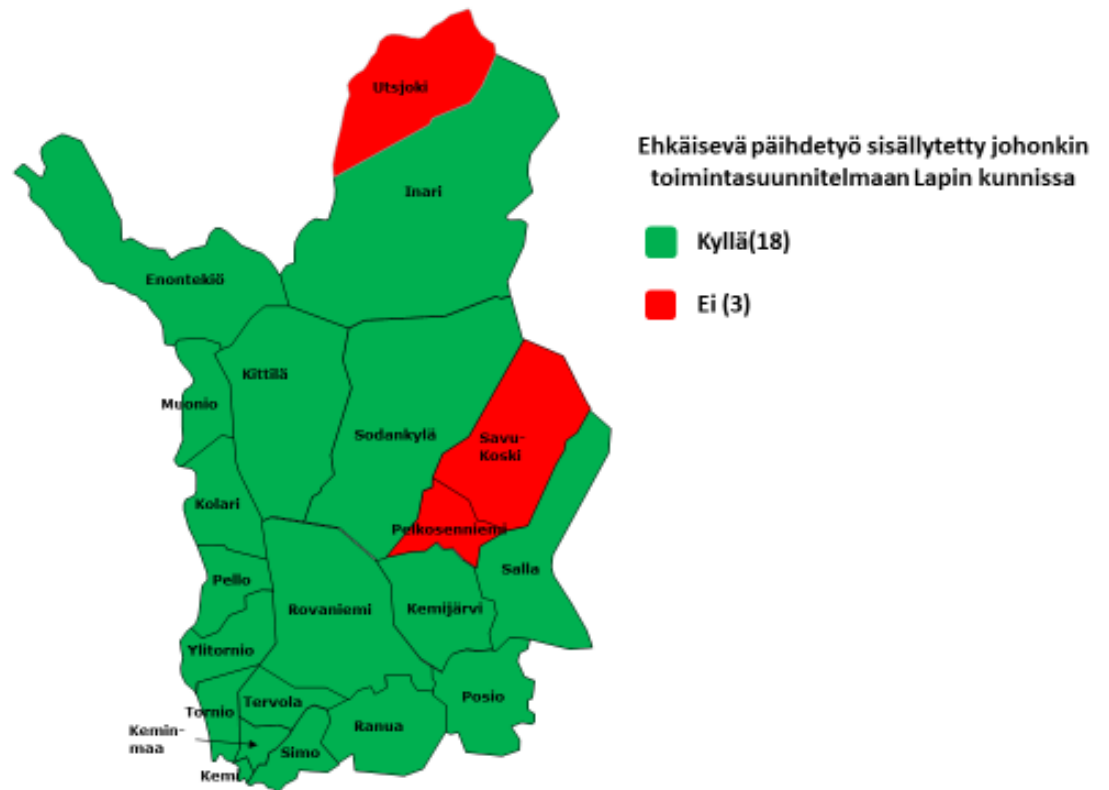 Utsjoki
Ehkäisevä päihdetyö sisällytetty johonkin
toimintasuunnitelmaan Lapin kunnissa
Inari
Kyllä(18)
Enontekiö
Ei (3)
Kittilä
Muonio
Sodankylä
Savu-
Koski
Kolari
Pelkosenniemi
Salla
Pello
Rovaniemi
Kemijärvi
Ylitornio
Posio
Tervola
Tornio
Ranua
Kemin-
maa
Simo
Kemi